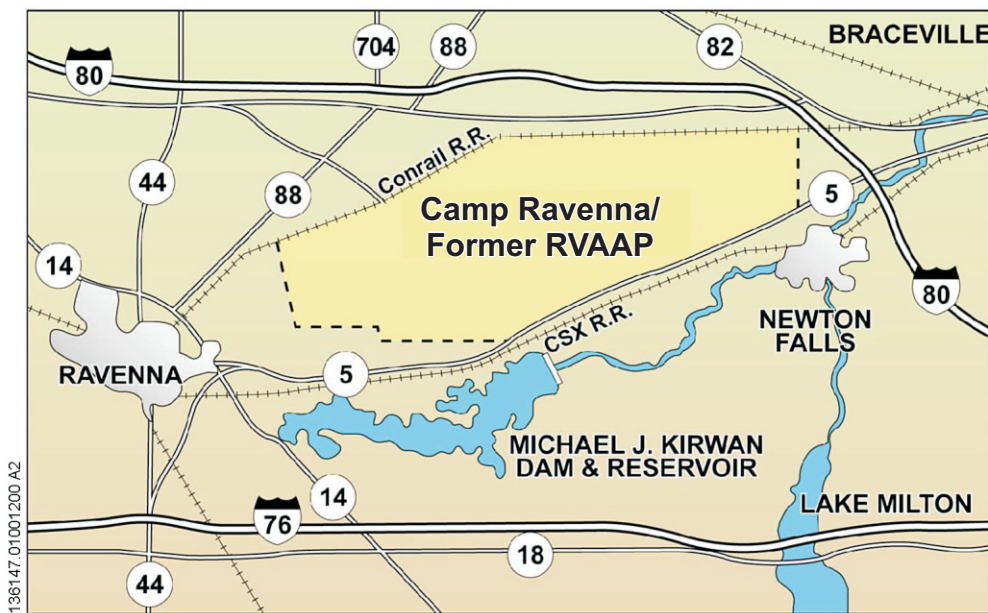 704
88
82
BRACEVILLE
80
Conrail R.R.
44
88
5
Camp Ravenna/
Former RVAAP
14
80
NEWTON
FALLS
CSX R.R.
RAVENNA
5
MICHAEL J. KIRWAN
DAM & RESERVOIR
14
76
LAKE MILTON
18
44
136147.01001200 A2